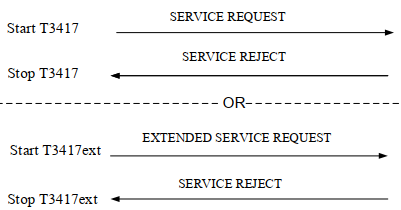 SERVICE REQUEST
Start T3417
SERVICE REJECT
Stop T3417
OR
EXTENDED SERVICE REQUEST
Start T3417ext
SERVICE REJECT
Stop T3417ext